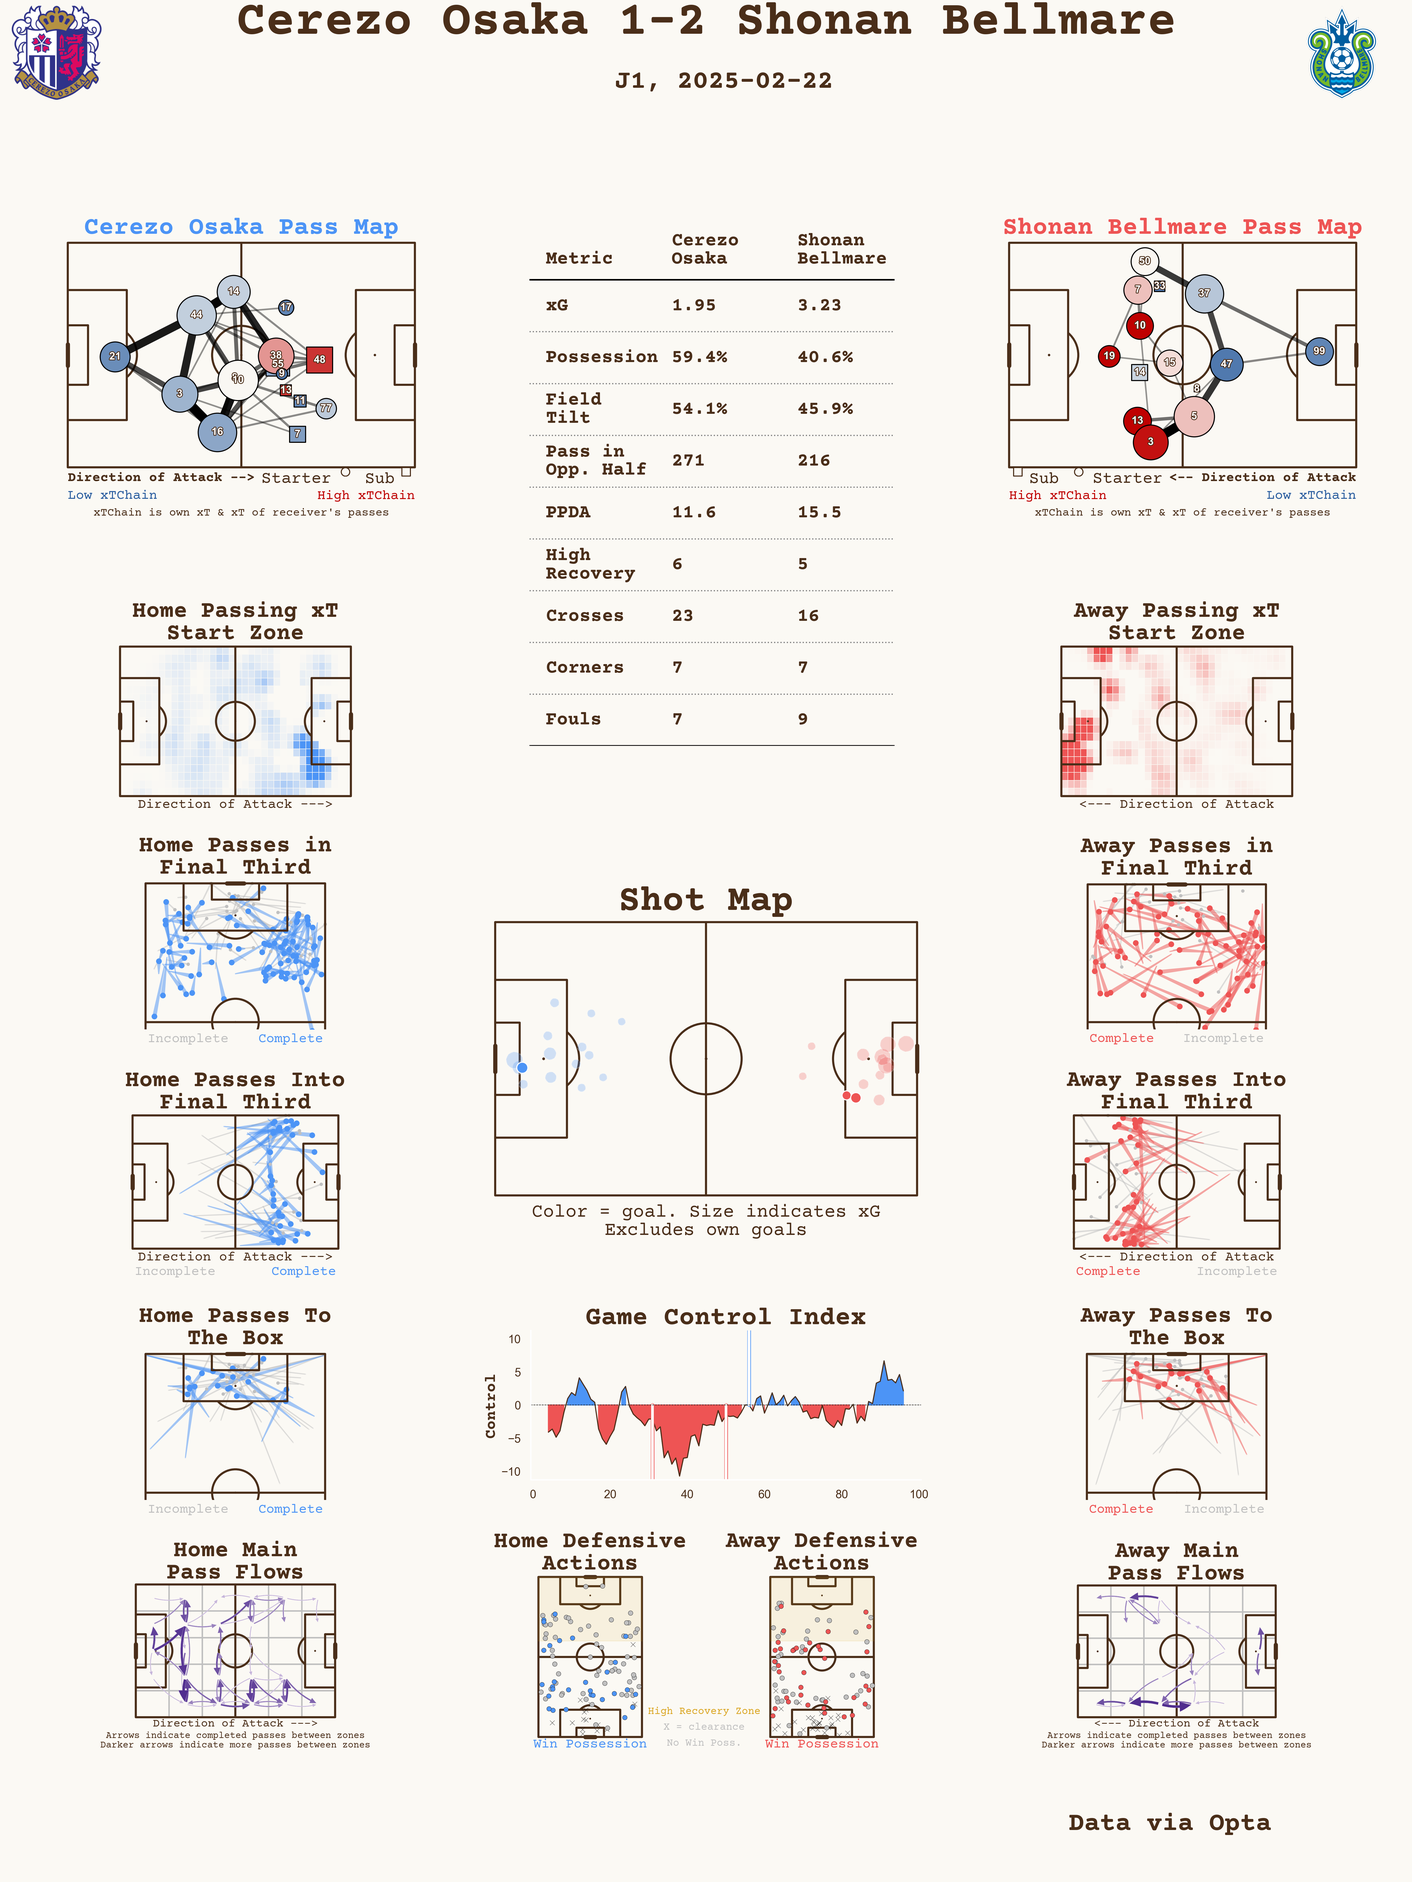 Cerezo Osaka 1-2 Shonan Bellmare
J1, 2025-02-22
CEREZO OSAKA
SHONAN BELLMARE
Cerezo Osaka Pass Map
14
17
44
21
38
55
48
9
10
13
3
11
77
16
7
Direction of Attack --> Starter Sub
Low xTChain High xTChain
xTChain is own xT & xT of receiver's passes
Metric Cerezo Osaka Shonan Bellmare
xG 1.95 3.23
Possession 59.4% 40.6%
Field Tilt 54.1% 45.9%
Pass in Opp. Half 271 216
PPDA 11.6 15.5
High Recovery 6 5
Crosses 23 16
Corners 7 7
Fouls 7 9
Shonan Bellmare Pass Map
50
7
33
37
10
19
15
99
14
47
8
13
5
3
Sub Starter <-- Direction of Attack
High xTChain Low xTChain
xTChain is own xT & xT of receiver's passes
Home Passing xT
Start Zone
Direction of Attack --->
Away Passing xT
Start Zone
<--- Direction of Attack
Home Passes in
Final Third
Incomplete Complete
Away Passes in
Final Third
Complete Incomplete
Shot Map
Color = goal. Size indicates xG
Excludes own goals
Home Passes Into
Final Third
Direction of Attack --->
Incomplete Complete
Away Passes Into
Final Third
<--- Direction of Attack
Complete Incomplete
Home Passes To
The Box
Incomplete Complete
Game Control Index
Control
10
5
0
−5
−10
0 20 40 60 80 100
Away Passes To
The Box
Complete Incomplete
Home Main
Pass Flows
Direction of Attack --->
Arrows indicate completed passes between zones
Darker arrows indicate more passes between zones
Home Defensive
Actions
Win Possession
High Recovery Zone
X = clearance
No Win Poss.
Away Defensive
Actions
Win Possession
Away Main
Pass Flows
<--- Direction of Attack
Arrows indicate completed passes between zones
Darker arrows indicate more passes between zones
Data via Opta